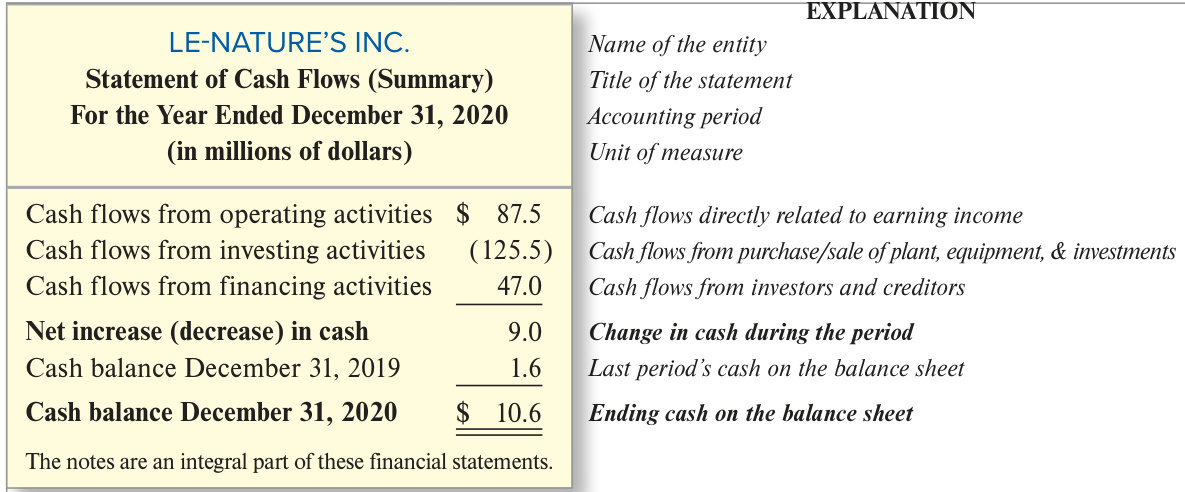 EXPLANATION
LE-NATURE'S INC. Name of the entity
Statement of Cash Flows (Summary) Title of the statement
For the Year Ended December 31, 2020 Accounting period
(in millions of dollars) Unit of measure
Cash flows from operating activities $ 87.5 Cash flows directly related to earning income
Cash flows from investing activities (125.5) Cash flows from purchase/sale of plant, equipment, & investments
Cash flows from financing activities 47.0 Cash flows from investors and creditors
Net increase (decrease) in cash 9.0 Change in cash during the period
Cash balance December 31, 2019 1.6 Last period's cash on the balance sheet
Cash balance December 31, 2020 $ 10.6 Ending cash on the balance sheet
The notes are an integral part of these financial statements.